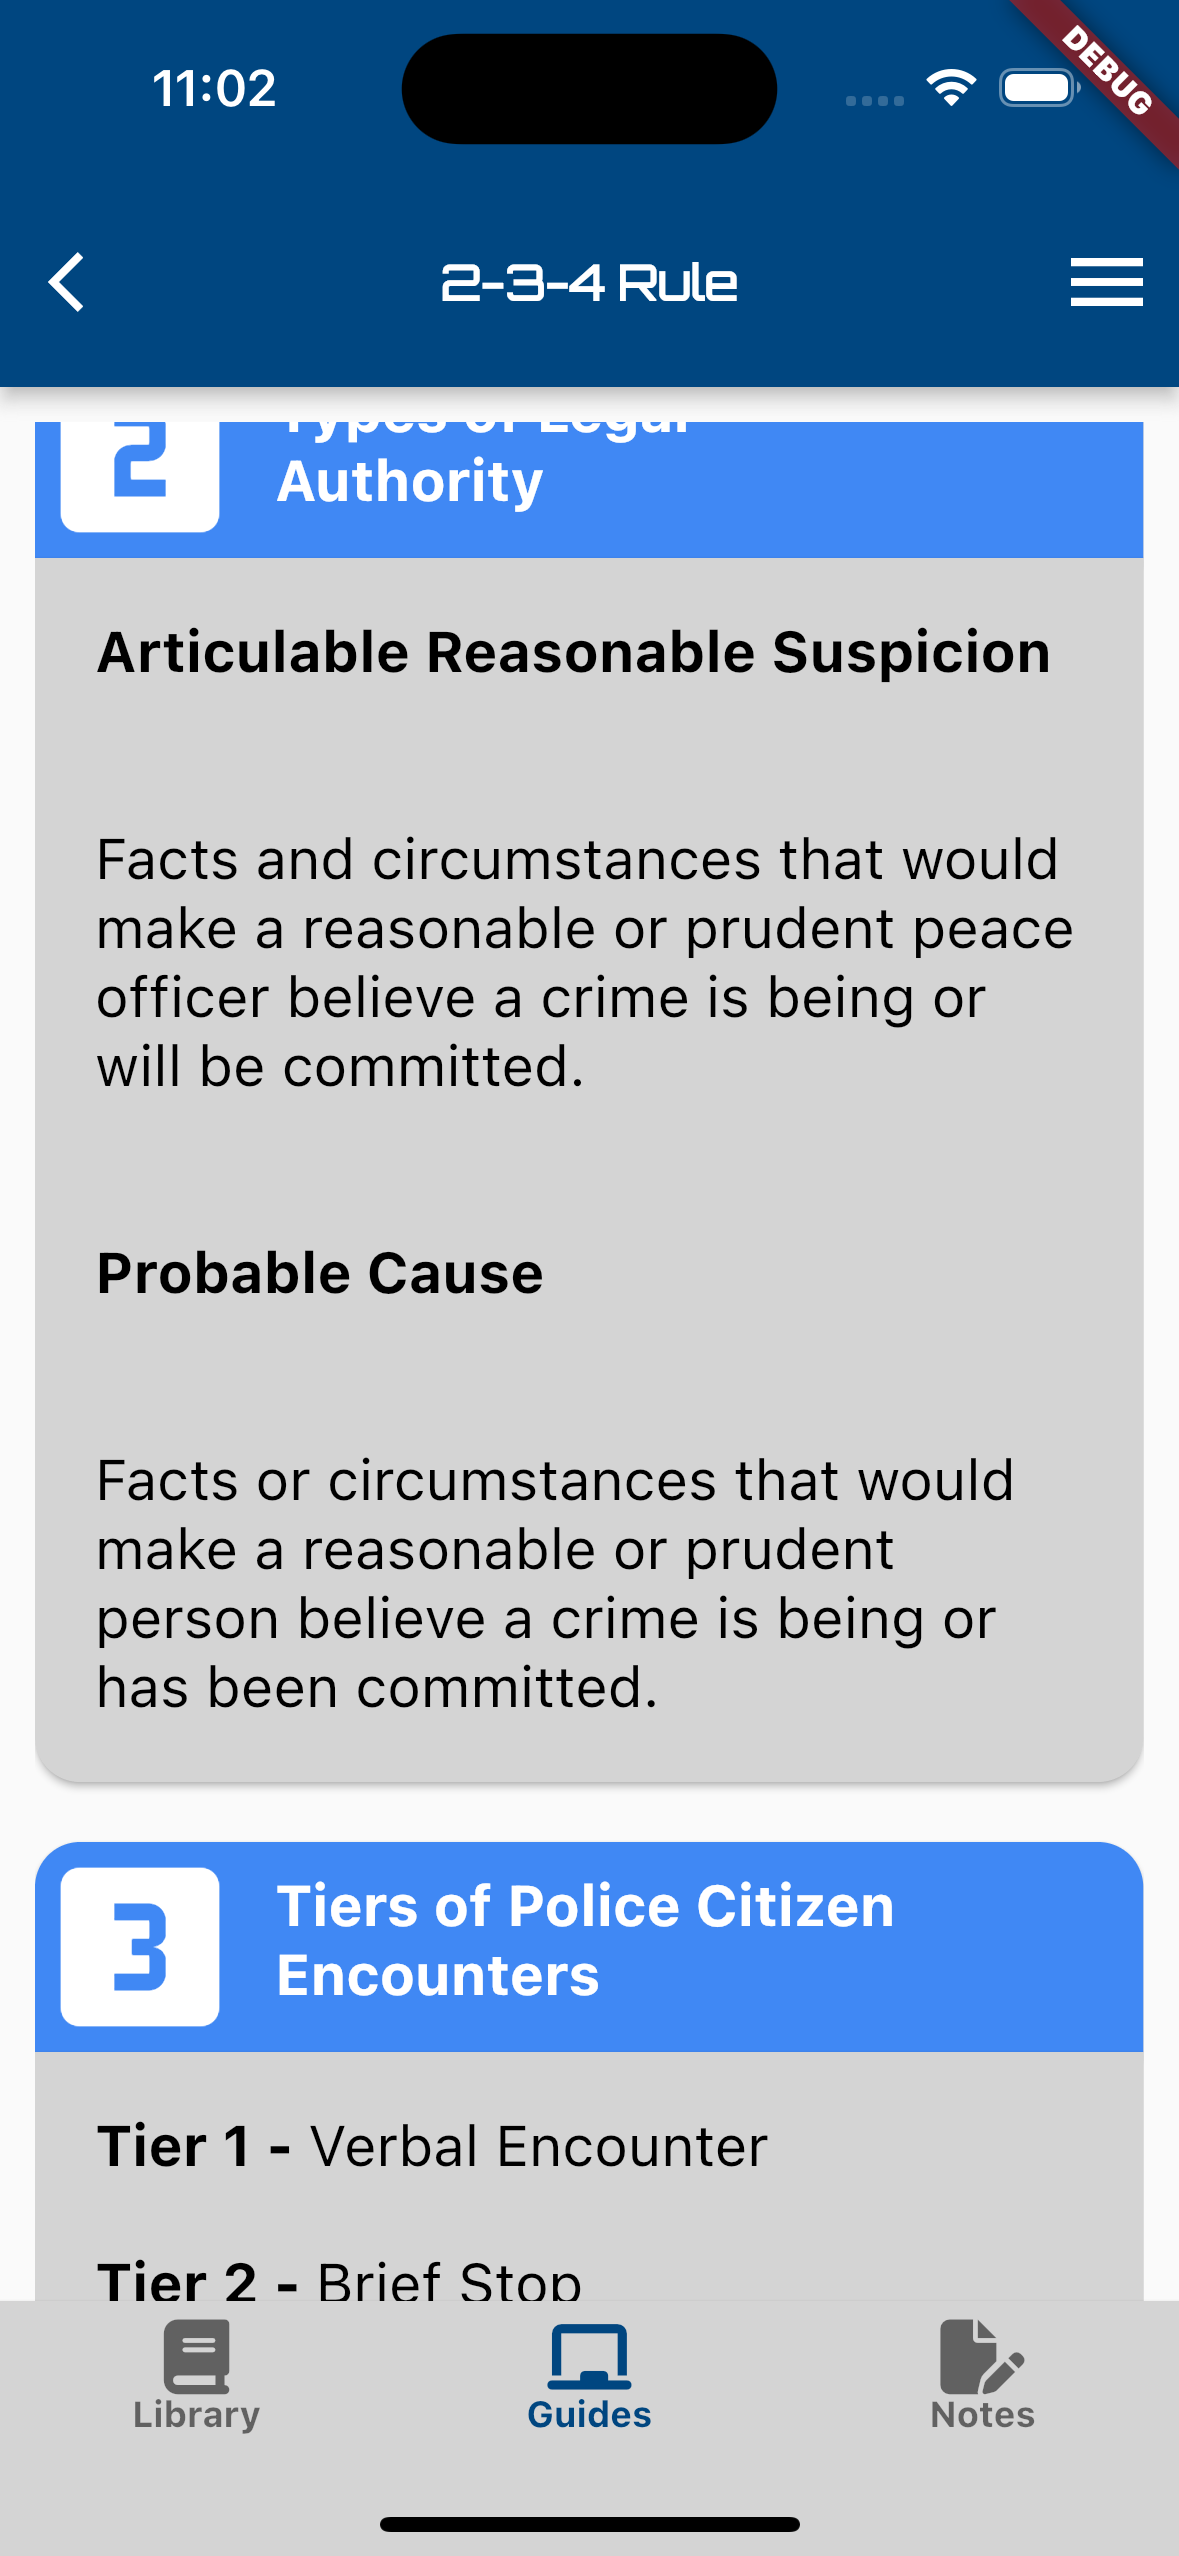 11:02
DEBUG
2-3-4 Rule
2
Types of Legal
Authority
Articulable Reasonable Suspicion
Facts and circumstances that would
make a reasonable or prudent peace
officer believe a crime is being or
will be committed.
Probable Cause
Facts or circumstances that would
make a reasonable or prudent
person believe a crime is being or
has been committed.
3
Tiers of Police Citizen
Encounters
Tier 1 - Verbal Encounter
Tier 2 - Brief Stop
Library
Guides
Notes